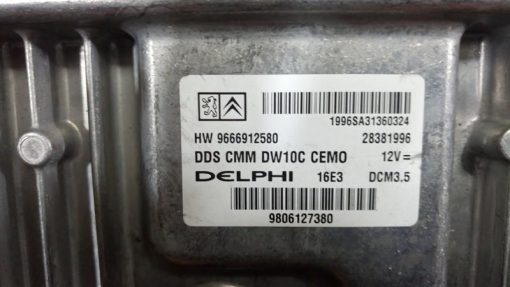 1996SA31360324
HW 9666912580 28381996
DDS CMM DW10C CEMO 12V =
DELPHI 16E3 DCM3.5
9806127380